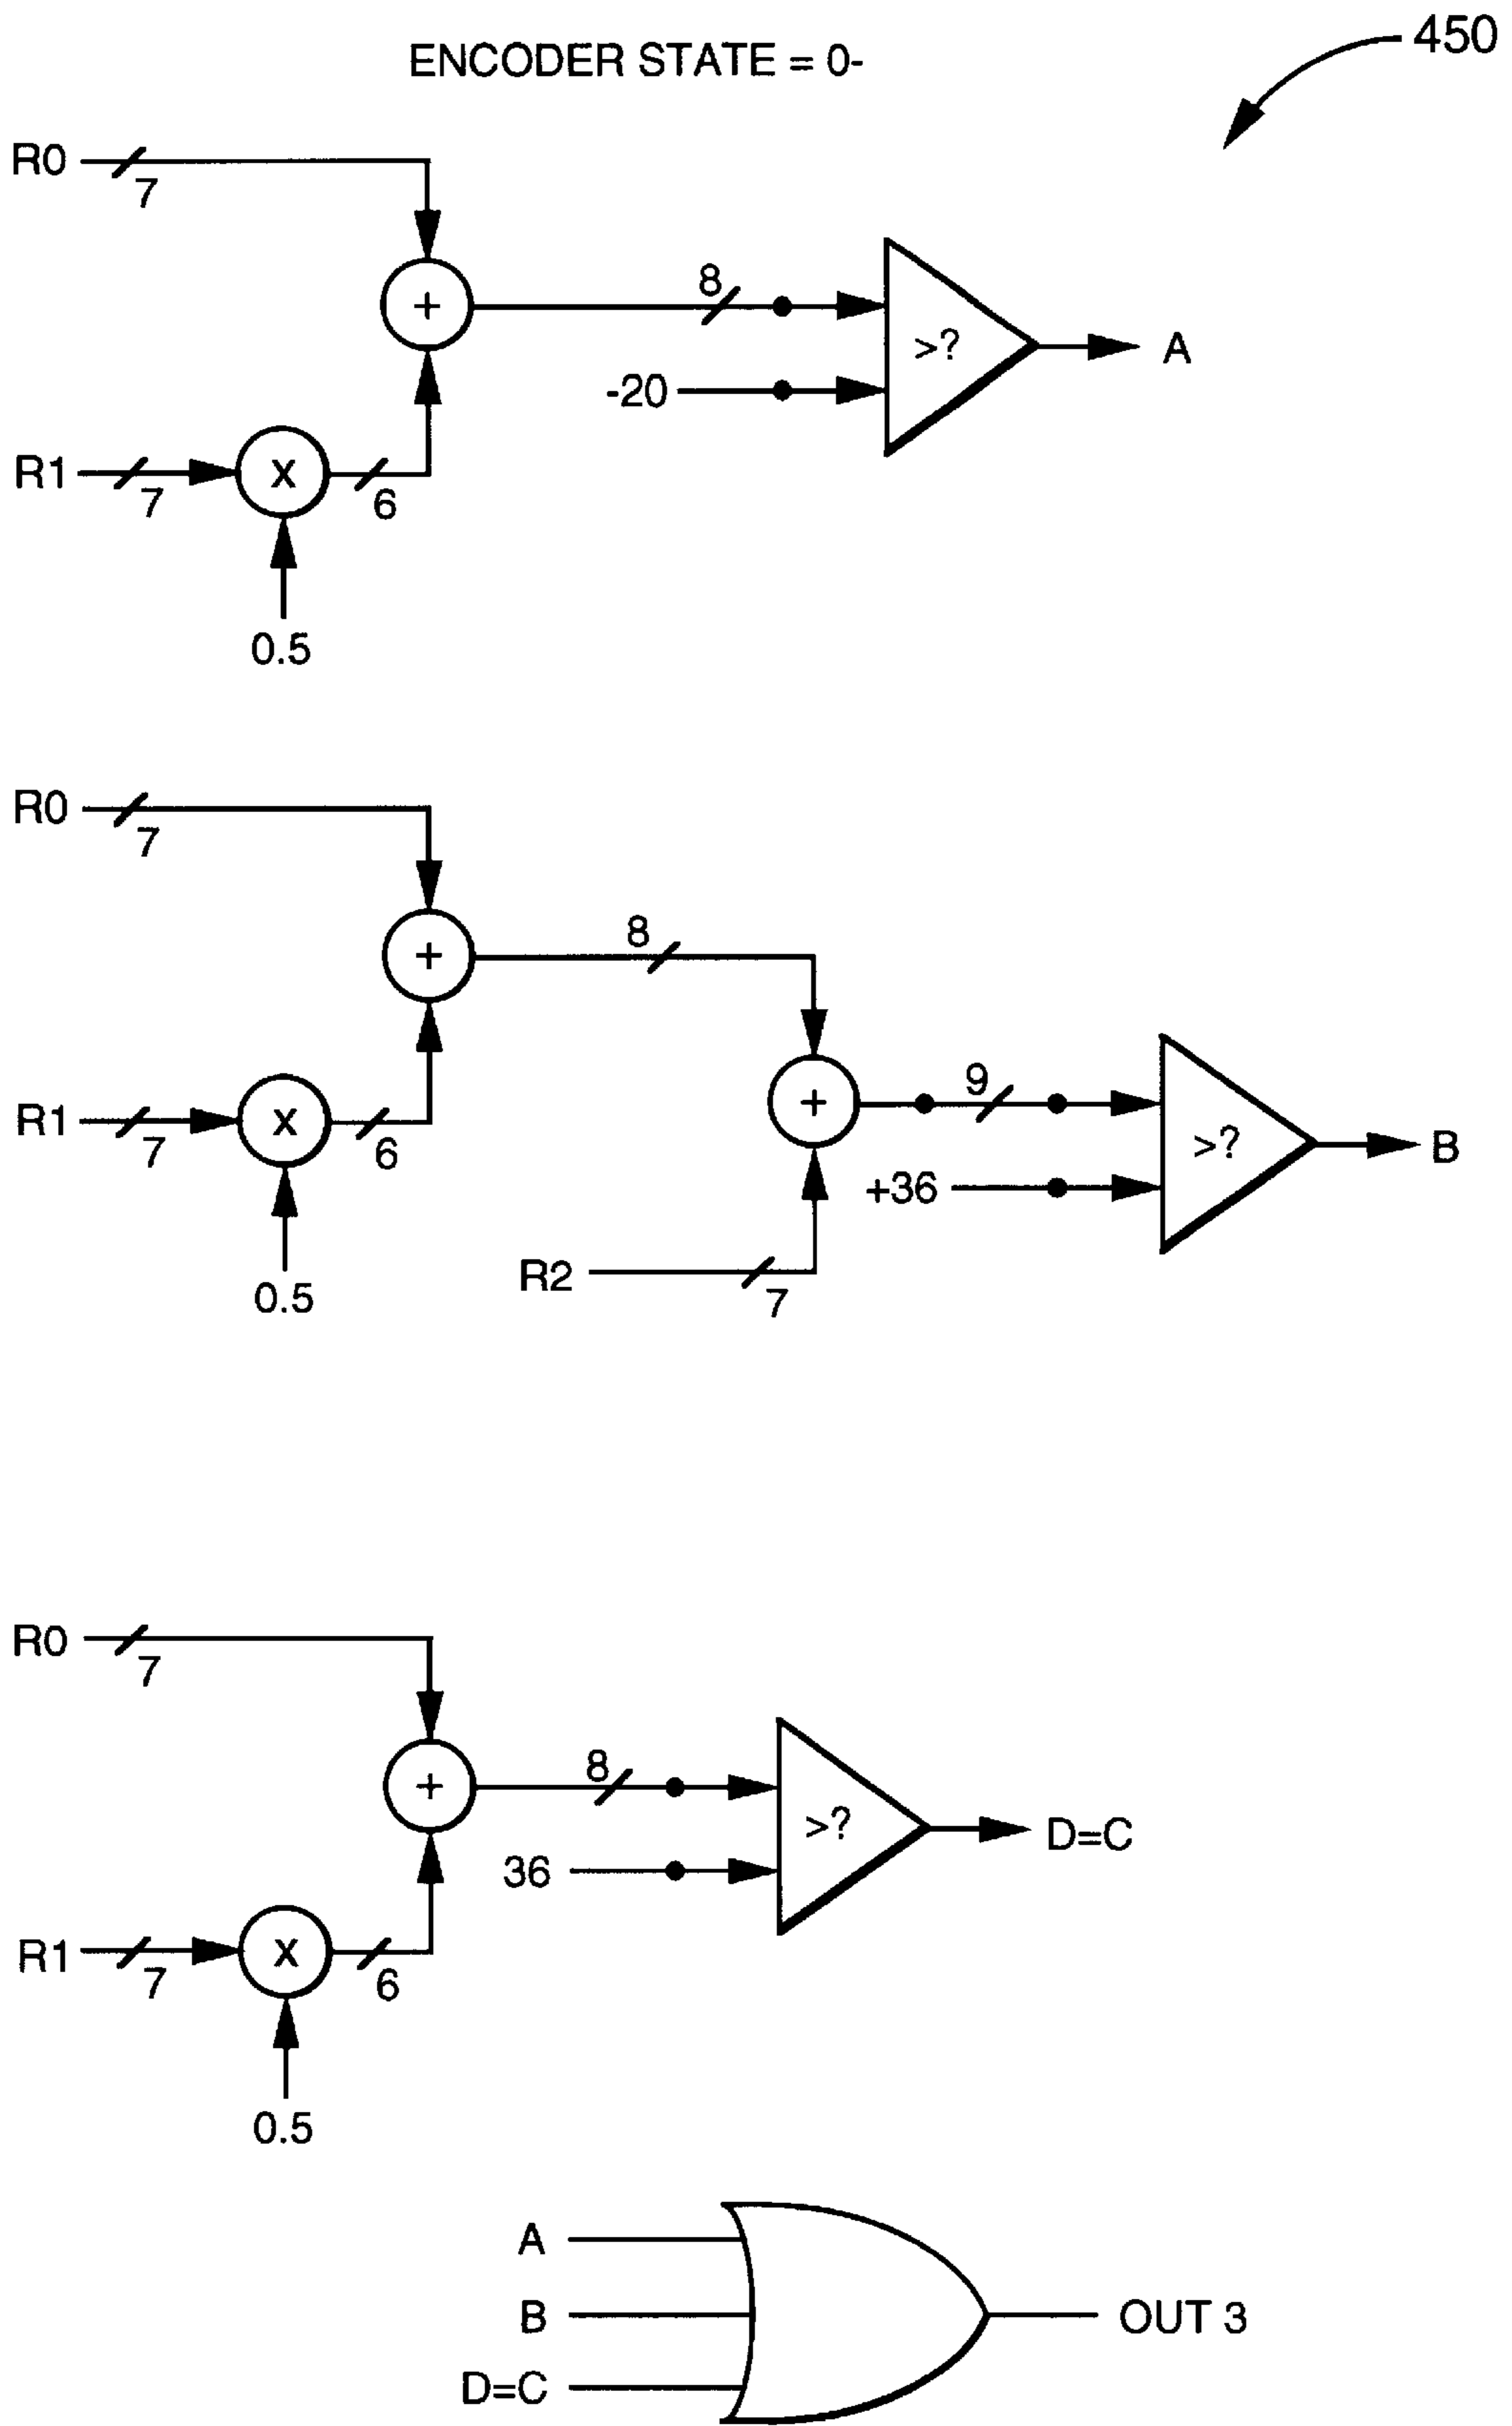 450
ENCODER STATE = 0-
R0
7
+
8
>?
A
-20
R1
7
x
6
0.5
R0
7
+
8
R1
7
x
6
+
9
>?
B
+36
0.5
R2
7
R0
7
+
8
>?
D=C
36
R1
7
x
6
0.5
A
B
OUT 3
D=C